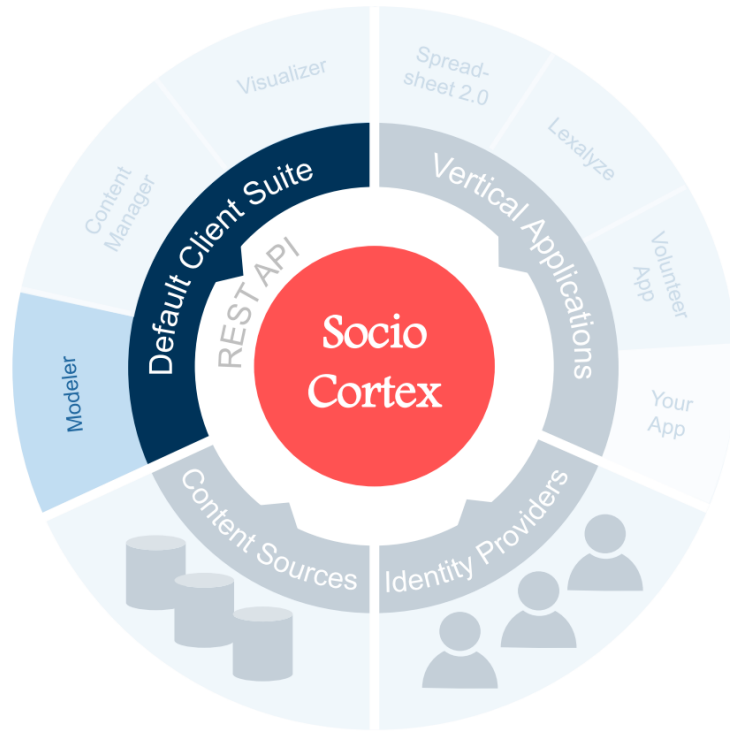 Visualizer
Spread-
sheet 2.0
Content
Manager
Lexalyze
Default Client Suite
Vertical Applications
REST API
Volunteer
App
Socio
Cortex
Modeler
Your
App
Content Sources
Identity Providers